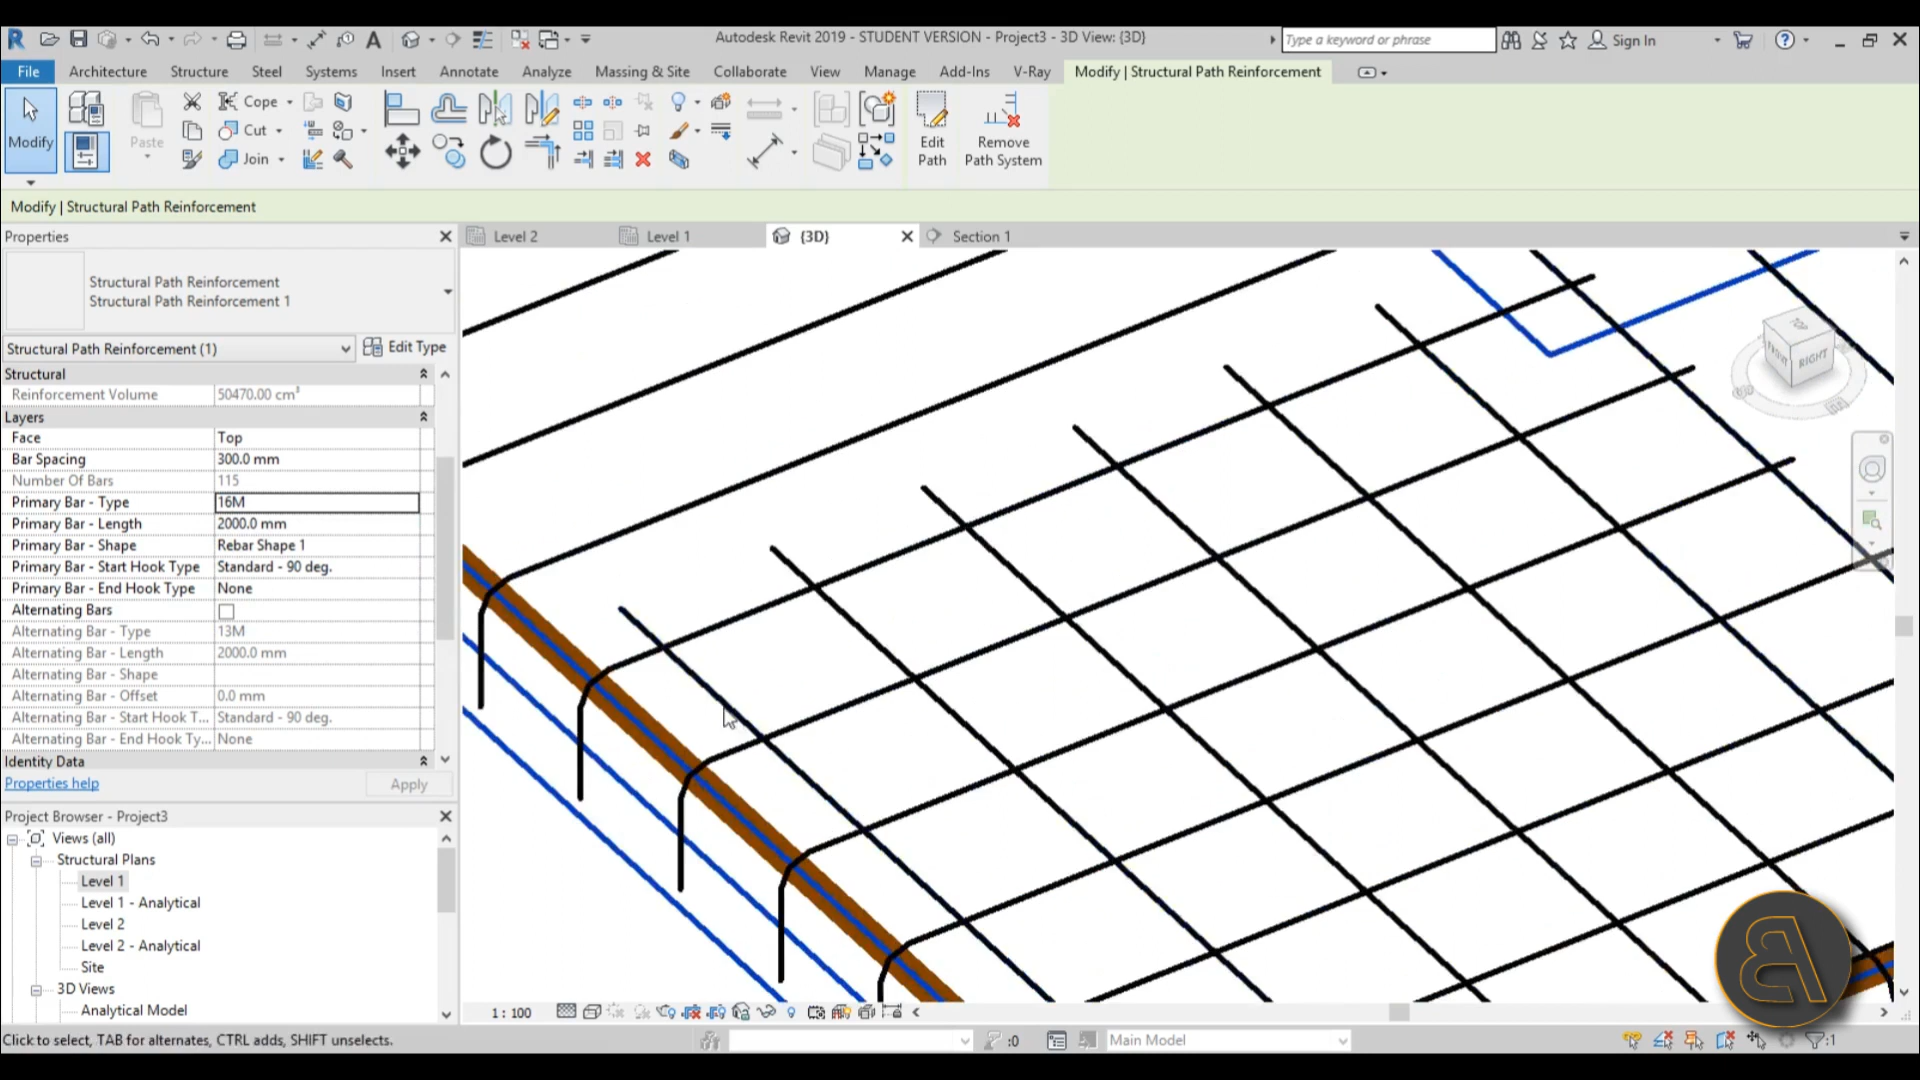 Autodesk Revit 2019 - STUDENT VERSION - Project3 - 3D View: {3D}
Type a keyword or phrase
Sign In
File
Architecture
Structure
Steel
Systems
Insert
Annotate
Analyze
Massing & Site
Collaborate
View
Manage
Add-Ins
V-Ray
Modify | Structural Path Reinforcement
Modify
Paste
Cope
Cut
Join
Edit
Path
Remove
Path System
Modify | Structural Path Reinforcement
Properties
Structural Path Reinforcement
Structural Path Reinforcement 1
Structural Path Reinforcement (1)
Edit Type
Structural
Reinforcement Volume 50470.00 cm³
Layers
Face Top
Bar Spacing 300.0 mm
Number Of Bars 115
Primary Bar - Type 16M
Primary Bar - Length 2000.0 mm
Primary Bar - Shape Rebar Shape 1
Primary Bar - Start Hook Type Standard - 90 deg.
Primary Bar - End Hook Type None
Alternating Bars
Alternating Bar - Type 13M
Alternating Bar - Length 2000.0 mm
Alternating Bar - Shape
Alternating Bar - Offset 0.0 mm
Alternating Bar - Start Hook T... Standard - 90 deg.
Alternating Bar - End Hook Ty... None
Identity Data
Properties help
Apply
Project Browser - Project3
Views (all)
Structural Plans
Level 1
Level 1 - Analytical
Level 2
Level 2 - Analytical
Site
3D Views
Analytical Model
Level 2
Level 1
{3D}
Section 1
TOP
FRONT
RIGHT
1 : 100
Click to select, TAB for alternates, CTRL adds, SHIFT unselects.
:0
Main Model
:1